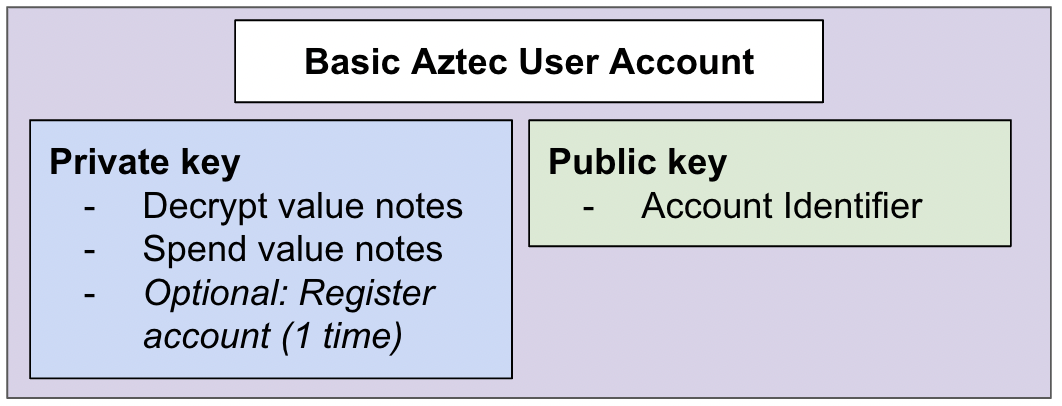 Basic Aztec User Account
Private key
- Decrypt value notes
- Spend value notes
- Optional: Register
account (1 time)
Public key
- Account Identifier